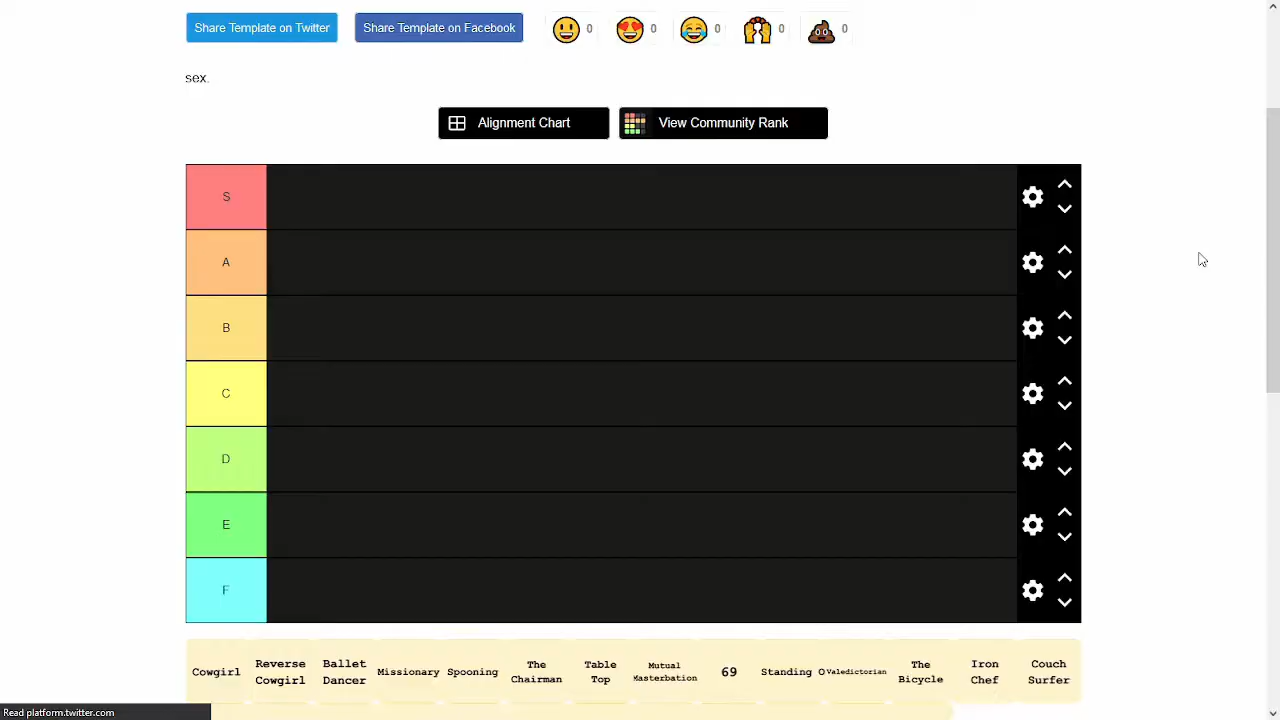 Share Template on Twitter
Share Template on Facebook
0
0
0
0
0
sex.
Alignment Chart
View Community Rank
S
A
B
C
D
E
F
Cowgirl
Reverse
Cowgirl
Ballet
Dancer
Missionary
Spooning
The
Chairman
Table
Top
Mutual
Masterbation
69
Standing O
Valedictorian
The
Bicycle
Iron
Chef
Couch
Surfer
Read platform.twitter.com